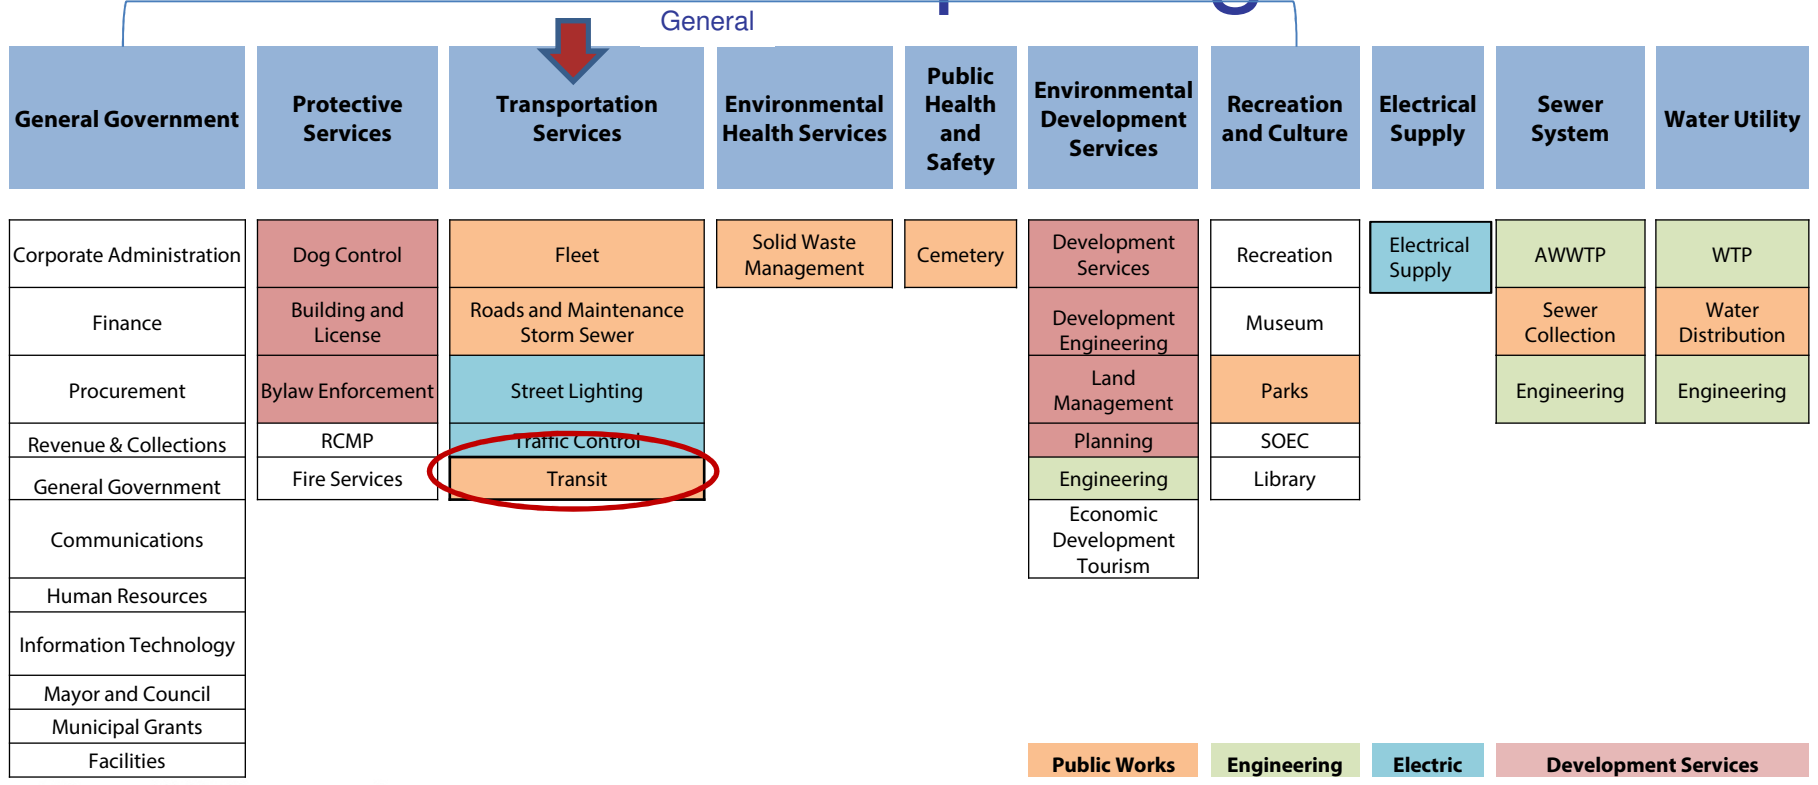 General
General Government
Protective
Services
Transportation
Services
Environmental
Health Services
Public
Health
and
Safety
Environmental
Development
Services
Recreation
and Culture
Electrical
Supply
Sewer
System
Water Utility
Corporate Administration
Finance
Procurement
Revenue & Collections
General Government
Communications
Human Resources
Information Technology
Mayor and Council
Municipal Grants
Facilities
Dog Control
Building and
License
Bylaw Enforcement
RCMP
Fire Services
Fleet
Roads and Maintenance
Storm Sewer
Street Lighting
Traffic Control
Transit
Solid Waste
Management
Cemetery
Development
Services
Development
Engineering
Land
Management
Planning
Engineering
Economic
Development
Tourism
Recreation
Museum
Parks
SOEC
Library
Electrical
Supply
AWWTP
Sewer
Collection
Engineering
WTP
Water
Distribution
Engineering
Public Works
Engineering
Electric
Development Services